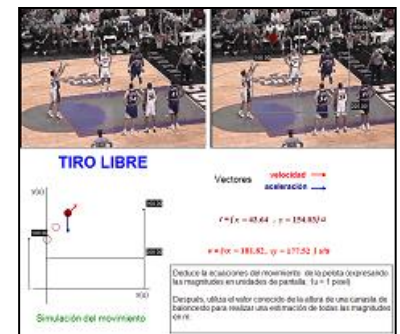 TIRO LIBRE
Vectores
velocidad
aceleración
Y(u)
X(u)
Simulación del movimiento
Deduce la ecuaciones del movimiento de la pelota (expresando
las magnitudes en unidades de pantalla, 1u = 1 pixel)
Después, utiliza el valor conocido de la altura de una canasta de
baloncesto para realizar una estimación de todas las magnitudes
en m